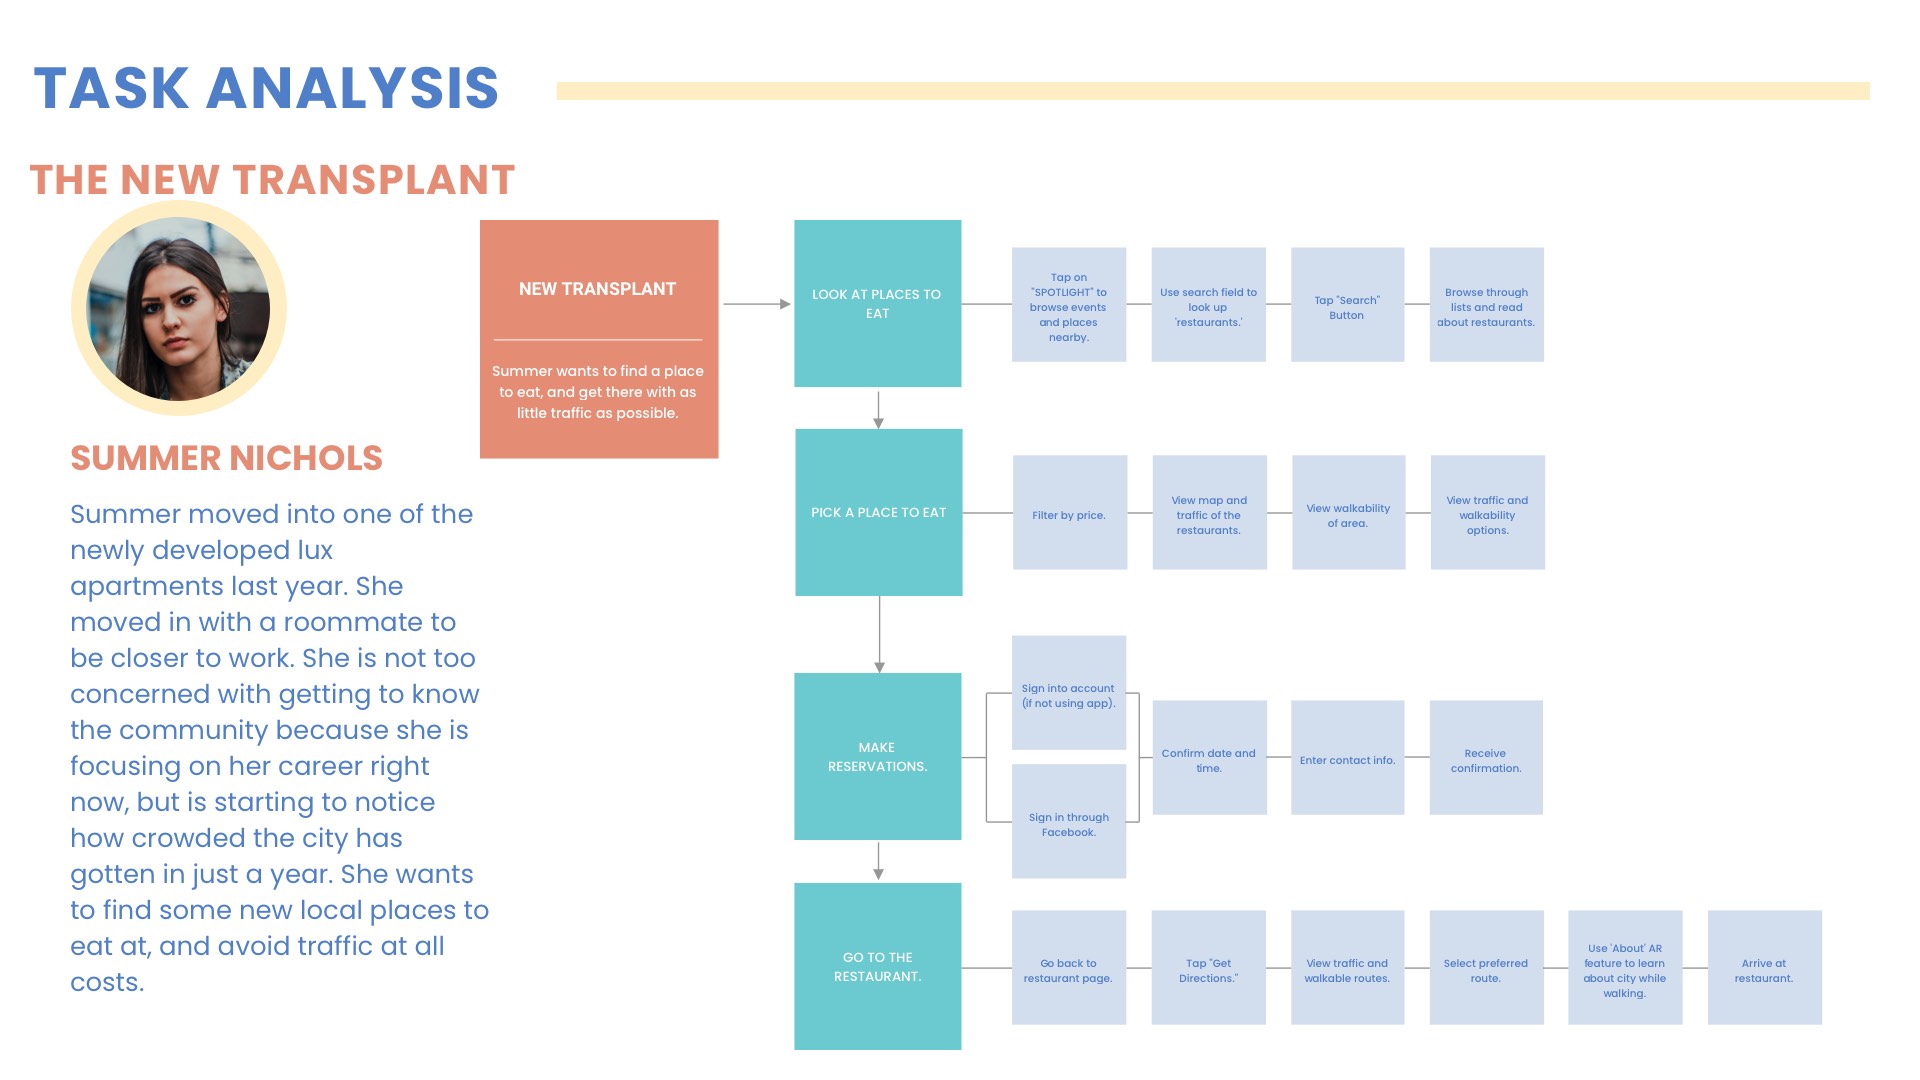 TASK ANALYSIS
THE NEW TRANSPLANT
SUMMER NICHOLS
Summer moved into one of the
newly developed lux
apartments last year. She
moved in with a roommate to
be closer to work. She is not too
concerned with getting to know
the community because she is
focusing on her career right
now, but is starting to notice
how crowded the city has
gotten in just a year. She wants
to find some new local places to
eat at, and avoid traffic at all
costs.
NEW TRANSPLANT
Summer wants to find a place
to eat, and get there with as
little traffic as possible.
LOOK AT PLACES TO
EAT
Tap on
"SPOTLIGHT" to
browse events
and places
nearby.
Use search field to
look up
'restaurants.'
Tap "Search"
Button
Browse through
lists and read
about restaurants.
PICK A PLACE TO EAT
Filter by price.
View map and
traffic of the
restaurants.
View walkability
of area.
View traffic and
walkability
options.
MAKE
RESERVATIONS.
Sign into account
(if not using app).
Sign in through
Facebook.
Confirm date and
time.
Enter contact info.
Receive
confirmation.
GO TO THE
RESTAURANT.
Go back to
restaurant page.
Tap "Get
Directions."
View traffic and
walkable routes.
Select preferred
route.
Use 'About' AR
feature to learn
about city while
walking.
Arrive at
restaurant.